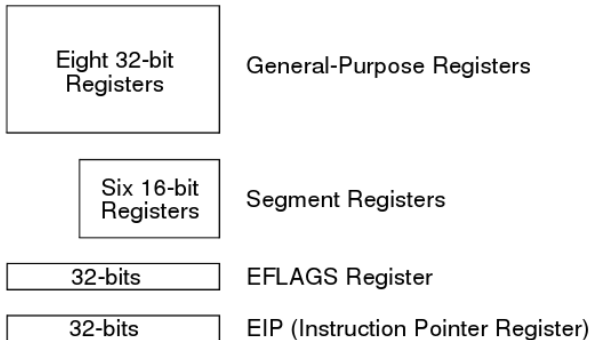 Eight 32-bit
Registers
General-Purpose Registers
Six 16-bit
Registers
Segment Registers
32-bits
EFLAGS Register
32-bits
EIP (Instruction Pointer Register)